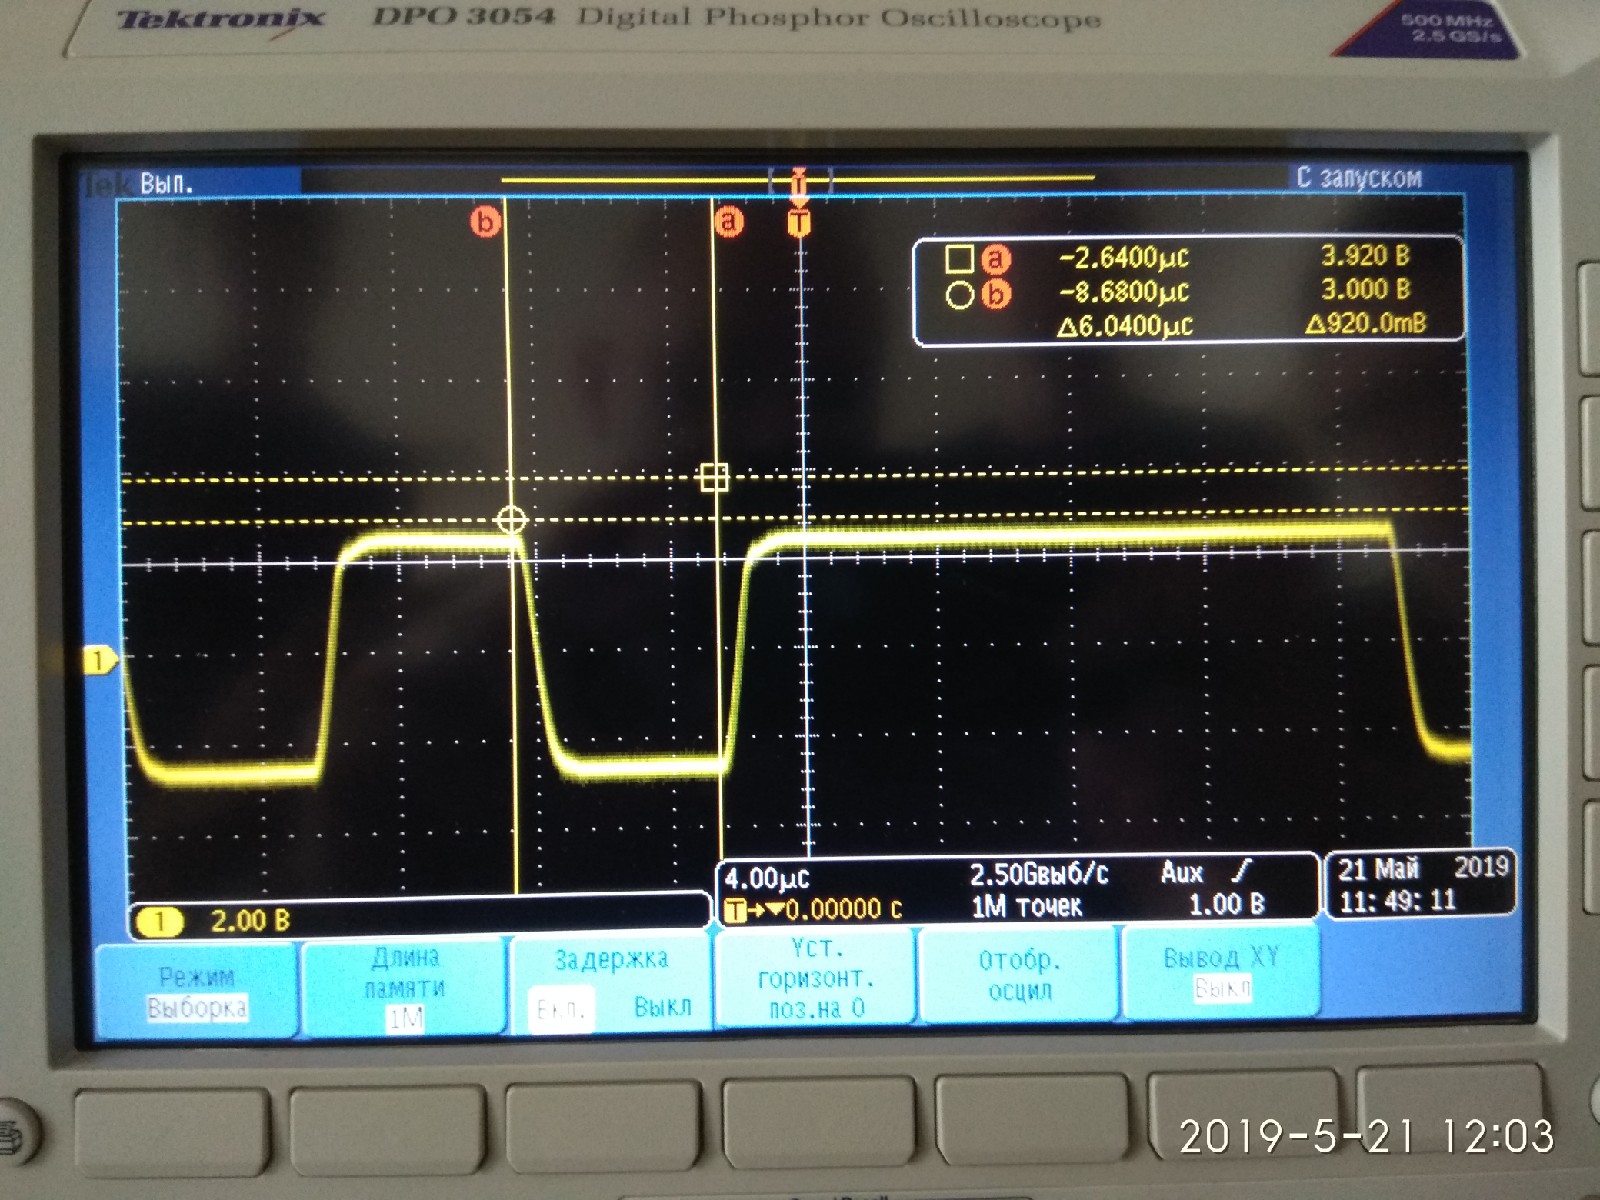 Tektronix DPO 3054 Digital Phosphor Oscilloscope
500 MHz
2.5 GS/s
Tek Вып.
С запуском
b a T
a -2.6400µс 3.920 В
b -8.6800µс 3.000 В
Δ6.0400µс Δ920.0мВ
1
1 2.00 В
4.00µс 2.50Gвыб/с Aux
T→▼0.00000 с 1M точек 1.00 В
21 Май 2019
11:49:11
Режим
Выборка
Длина
памяти
1M
Задержка
Вкл. Выкл
Уст.
горизонт.
поз.на 0
Отобр.
осцил
Вывод XY
Выкл
2019-5-21 12:03